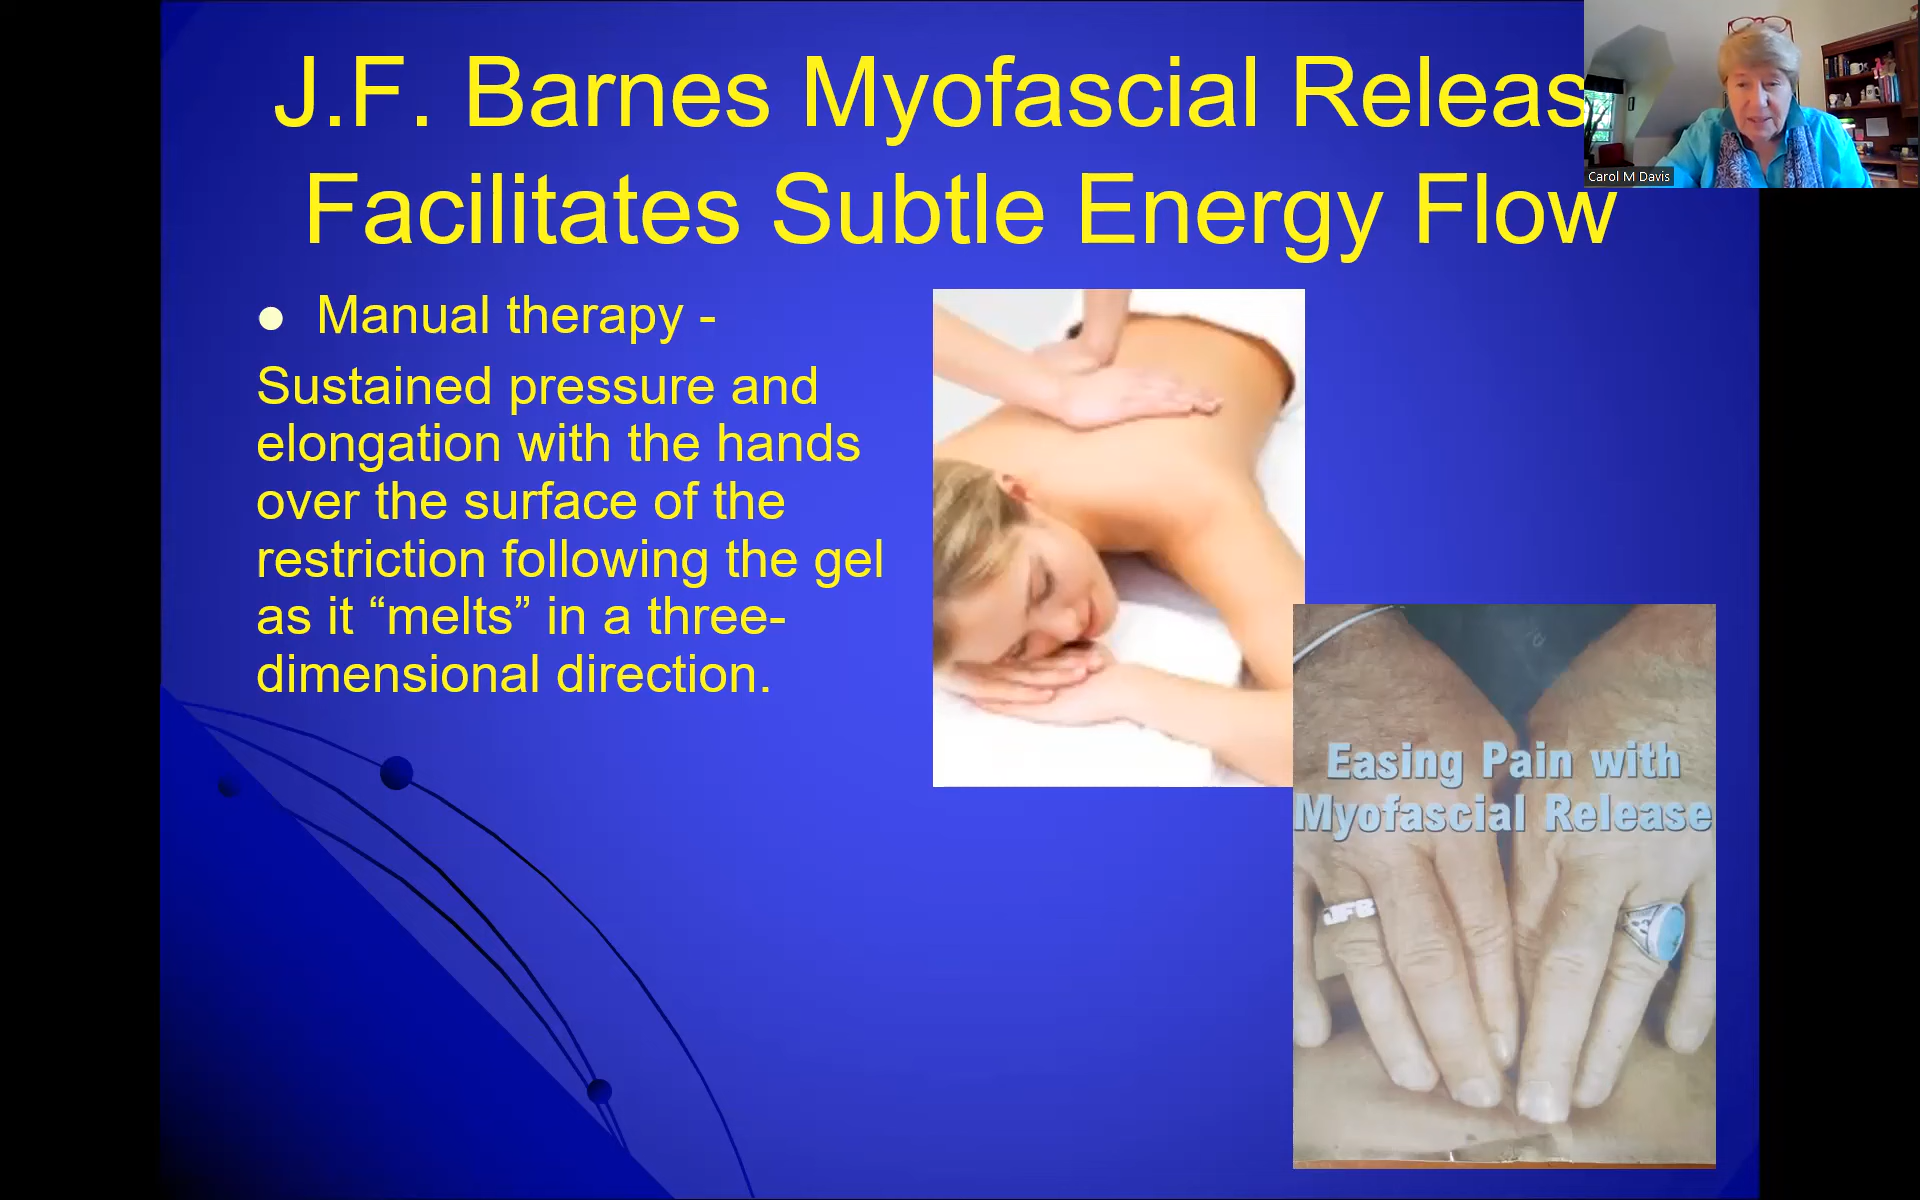 J.F. Barnes Myofascial Releas
Facilitates Subtle Energy Flow
Carol M Davis
● Manual therapy -
Sustained pressure and
elongation with the hands
over the surface of the
restriction following the gel
as it “melts” in a three-
dimensional direction.
Easing Pain with
Myofascial Release
JFB